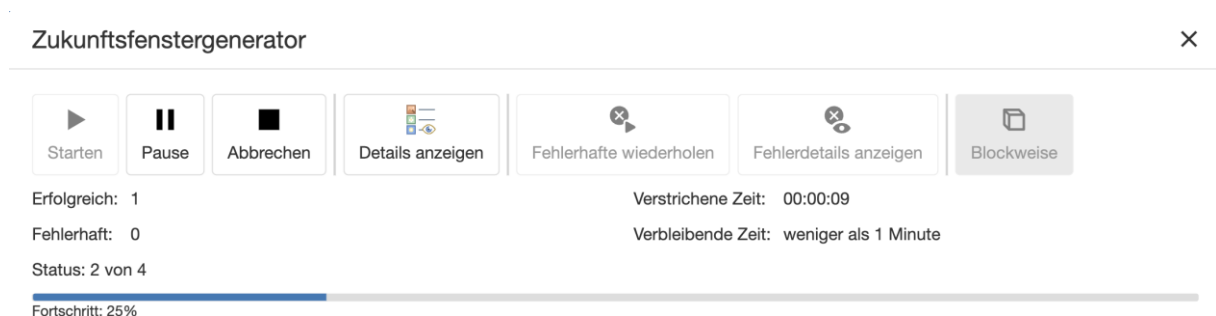 Zukunftsfenstergenerator
Starten Pause Abbrechen Details anzeigen Fehlerhafte wiederholen Fehlerdetails anzeigen Blockweise
Erfolgreich: 1 Verstrichene Zeit: 00:00:09
Fehlerhaft: 0 Verbleibende Zeit: weniger als 1 Minute
Status: 2 von 4
Fortschritt: 25%